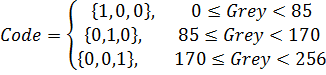 {1,0,0},   0 ≤ Grey < 85
Code = { {0,1,0},   85 ≤ Grey < 170
{0,0,1},   170 ≤ Grey < 256